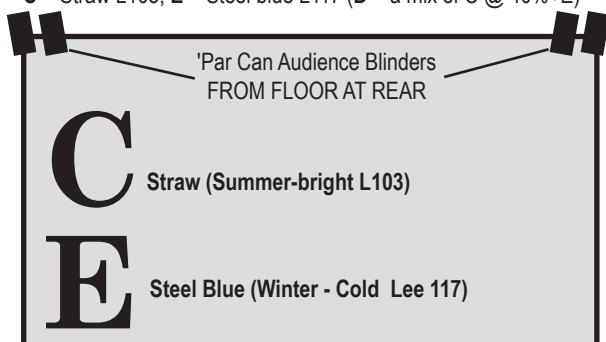 Straw L103, E = Steel blue L117 (D = a mix of C @ 40%+E)
'Par Can Audience Blinders
FROM FLOOR AT REAR
C
Straw (Summer-bright L103)
E
Steel Blue (Winter - Cold Lee 117)